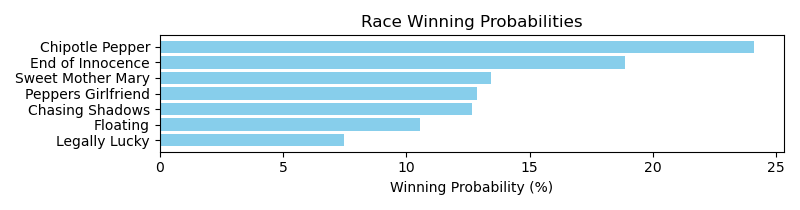 Race Winning Probabilities
Chipotle Pepper
End of Innocence
Sweet Mother Mary
Peppers Girlfriend
Chasing Shadows
Floating
Legally Lucky
0 5 10 15 20 25
Winning Probability (%)